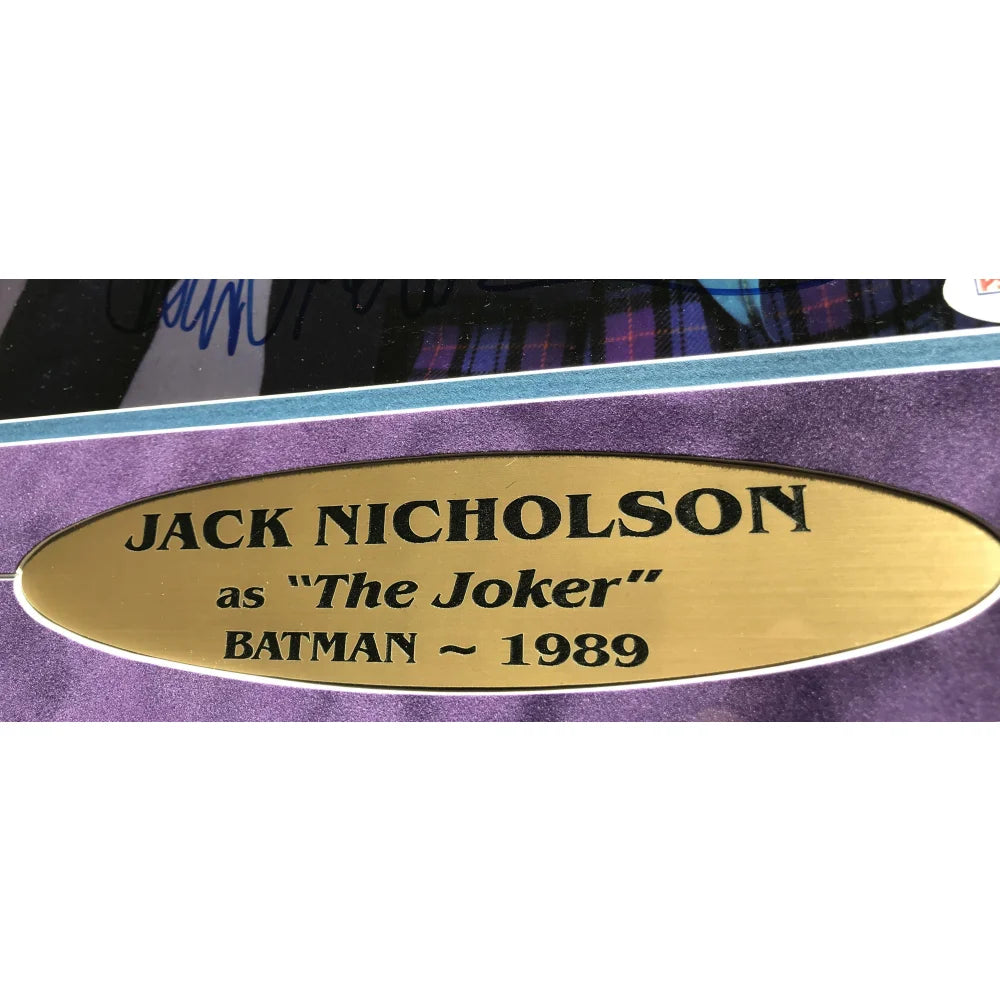 JACK NICHOLSON
as "The Joker"
BATMAN ~ 1989